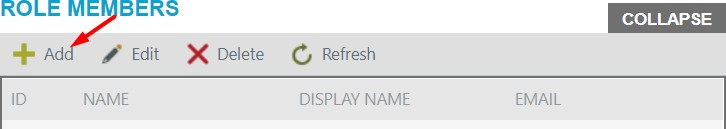 ROLE MEMBERS
COLLAPSE
Add Edit Delete Refresh
ID NAME DISPLAY NAME EMAIL